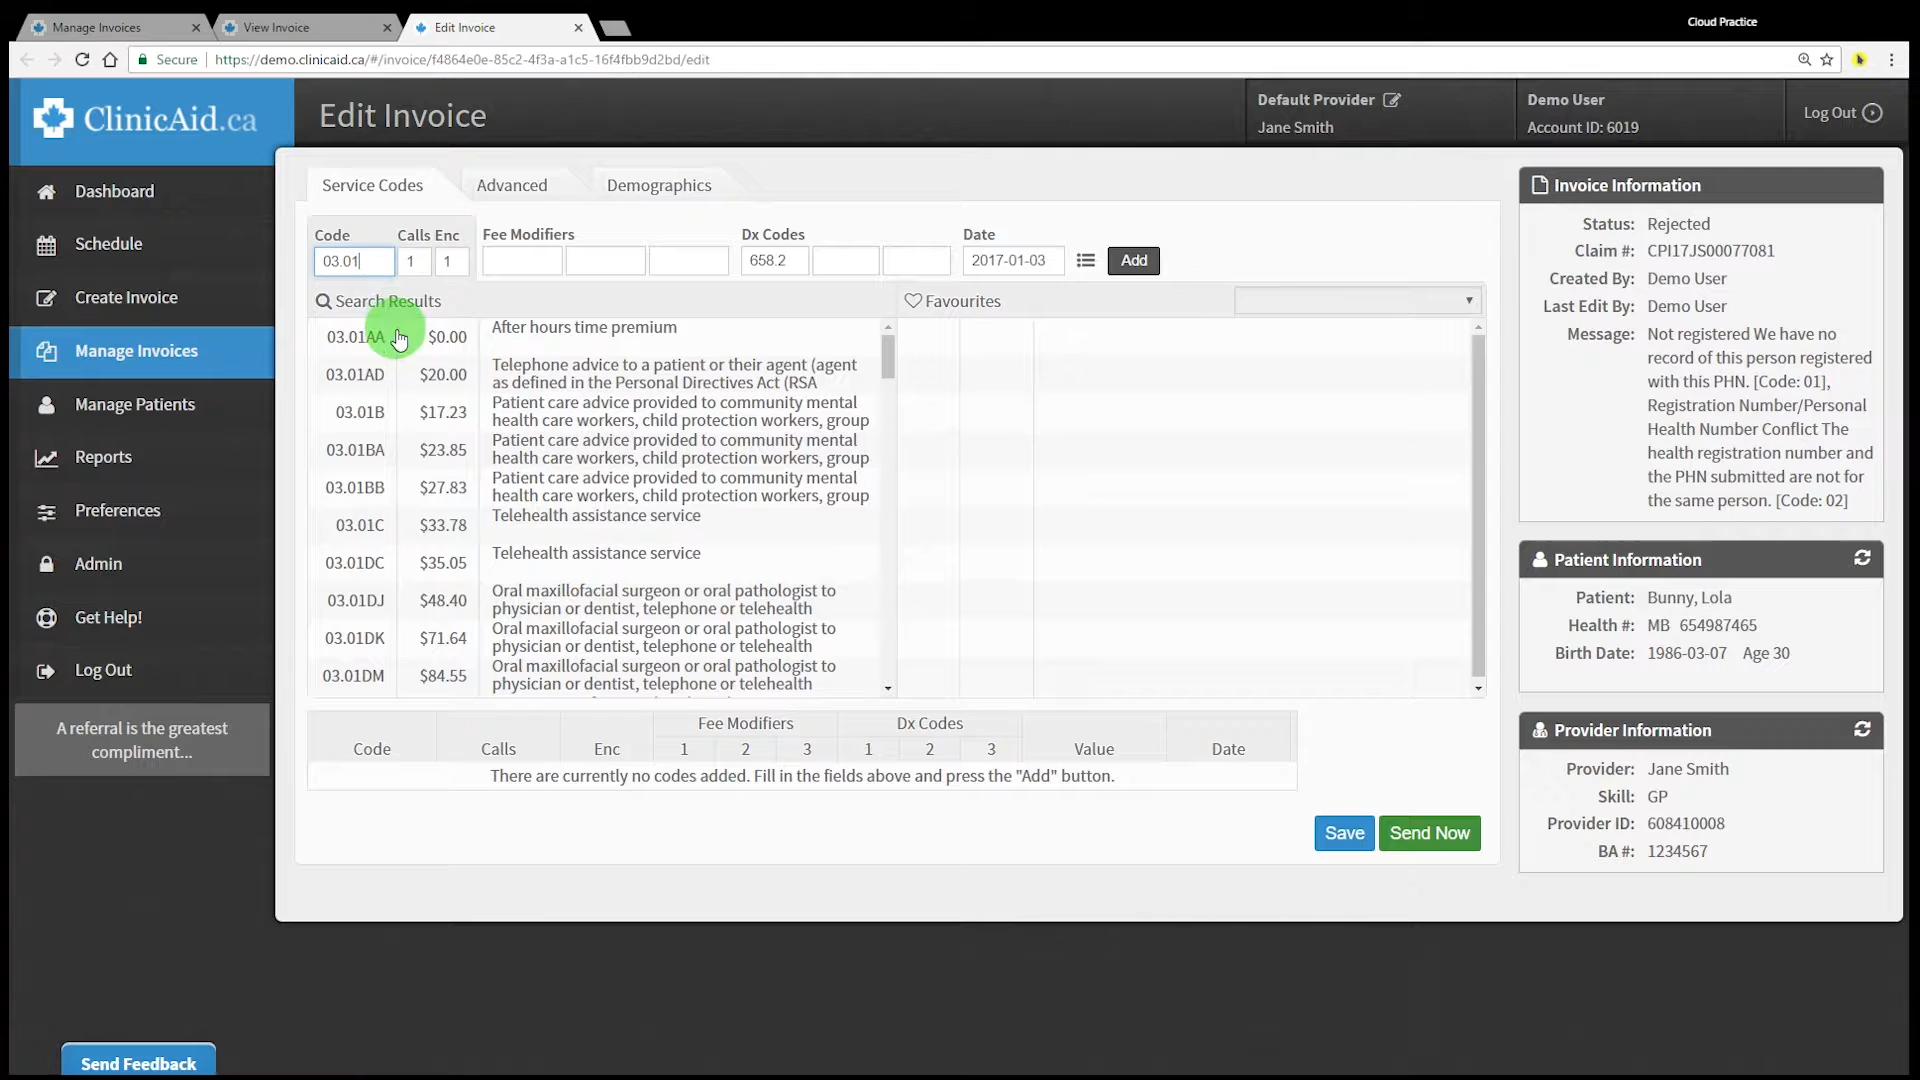 Cloud Practice
Manage Invoices
View Invoice
Edit Invoice
Secure
https://demo.clinicaid.ca/#/invoice/f4864e0e-85c2-4f3a-a1c5-16f4fbb9d2bd/edit
ClinicAid.ca
Edit Invoice
Default Provider
Jane Smith
Demo User
Account ID: 6019
Log Out
Dashboard
Schedule
Create Invoice
Manage Invoices
Manage Patients
Reports
Preferences
Admin
Get Help!
Log Out
A referral is the greatest
compliment...
Send Feedback
Service Codes Advanced Demographics
Code Calls Enc Fee Modifiers Dx Codes Date
03.01 1 1 658.2 2017-01-03 Add
Search Results Favourites
03.01AA $0.00 After hours time premium
03.01AD $20.00 Telephone advice to a patient or their agent (agent
as defined in the Personal Directives Act (RSA
03.01B $17.23 Patient care advice provided to community mental
health care workers, child protection workers, group
03.01BA $23.85 Patient care advice provided to community mental
health care workers, child protection workers, group
03.01BB $27.83 Patient care advice provided to community mental
health care workers, child protection workers, group
03.01C $33.78 Telehealth assistance service
03.01DC $35.05 Telehealth assistance service
03.01DJ $48.40 Oral maxillofacial surgeon or oral pathologist to
physician or dentist, telephone or telehealth
03.01DK $71.64 Oral maxillofacial surgeon or oral pathologist to
physician or dentist, telephone or telehealth
03.01DM $84.55 Oral maxillofacial surgeon or oral pathologist to
physician or dentist, telephone or telehealth
Fee Modifiers Dx Codes
Code Calls Enc 1 2 3 1 2 3 Value Date
There are currently no codes added. Fill in the fields above and press the "Add" button.
Save Send Now
Invoice Information
Status: Rejected
Claim #: CPI17JS00077081
Created By: Demo User
Last Edit By: Demo User
Message: Not registered We have no
record of this person registered
with this PHN. [Code: 01],
Registration Number/Personal
Health Number Conflict The
health registration number and
the PHN submitted are not for
the same person. [Code: 02]
Patient Information
Patient: Bunny, Lola
Health #: MB 654987465
Birth Date: 1986-03-07 Age 30
Provider Information
Provider: Jane Smith
Skill: GP
Provider ID: 608410008
BA #: 1234567